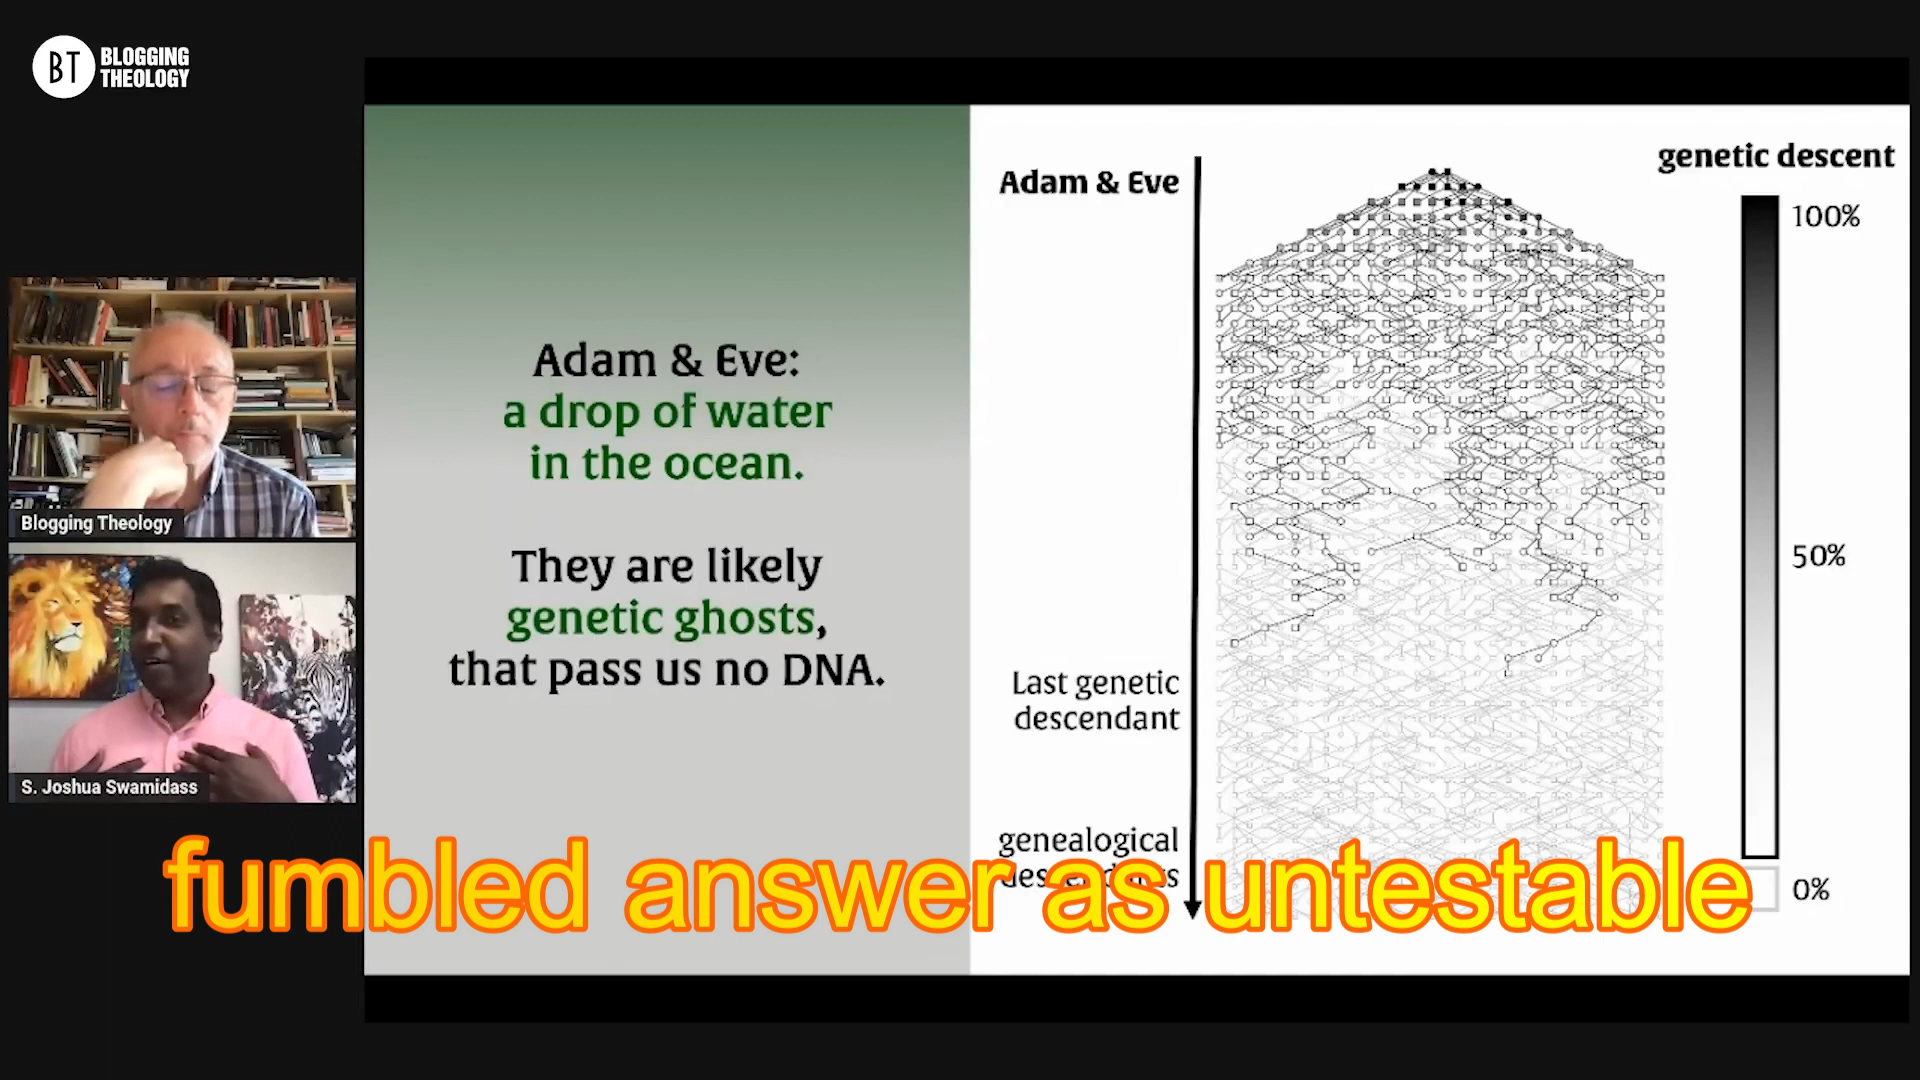 BT
BLOGGING
THEOLOGY
Blogging Theology
S. Joshua Swamidass
Adam & Eve:
a drop of water
in the ocean.
They are likely
genetic ghosts,
that pass us no DNA.
Adam & Eve
Last genetic
descendant
genealogical
descendants
genetic descent
100%
50%
0%
fumbled answer as untestable